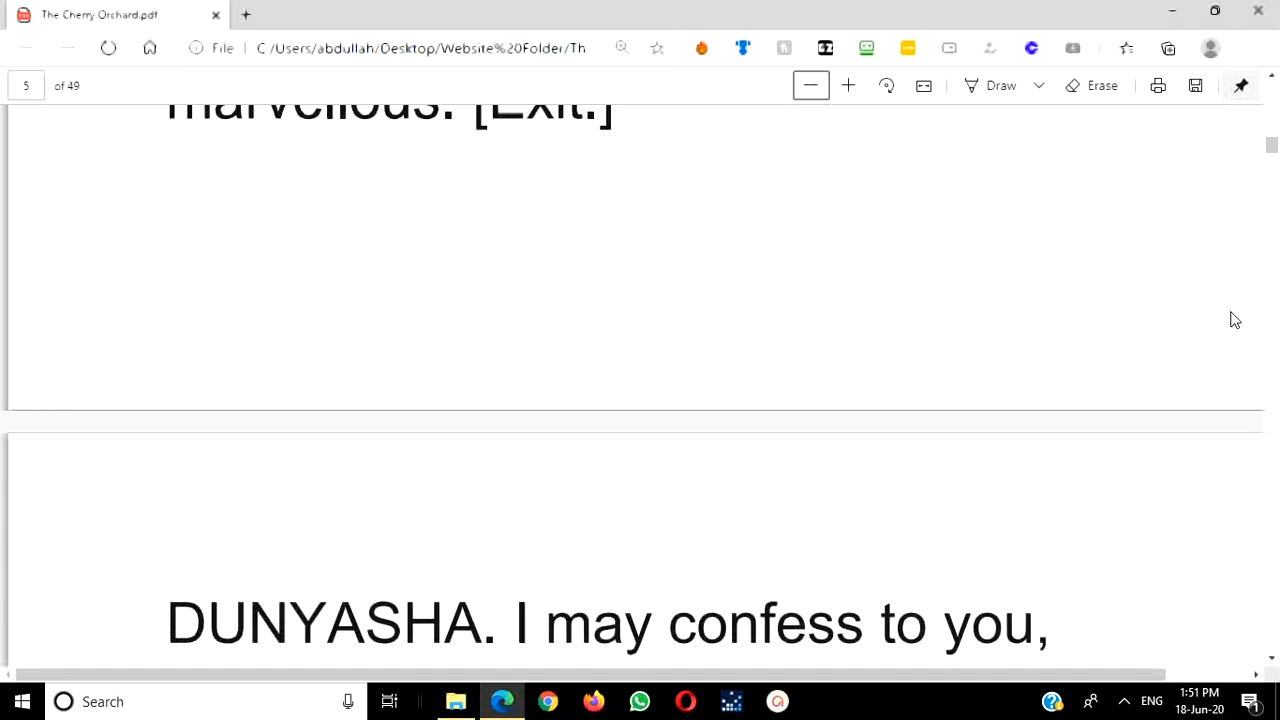 The Cherry Orchard.pdf
File
C /Users/abdullah/Desktop/Website%20Folder/Th
5 of 49
Draw
Erase
marvellous. [Exit.]
DUNYASHA. I may confess to you,
Search
ENG
1:51 PM
18-Jun-20
1